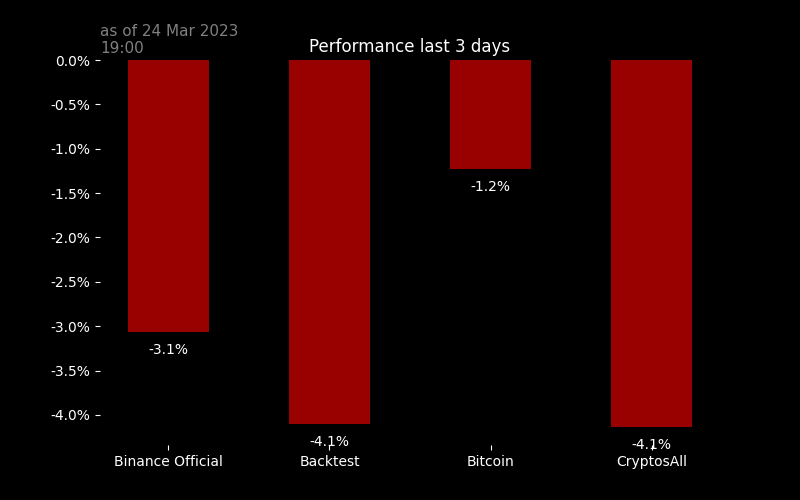 as of 24 Mar 2023
19:00
Performance last 3 days
0.0%
-0.5%
-1.0%
-1.5%
-2.0%
-2.5%
-3.0%
-3.5%
-4.0%
-3.1%
-4.1%
-1.2%
-4.1%
Binance Official
Backtest
Bitcoin
CryptosAll